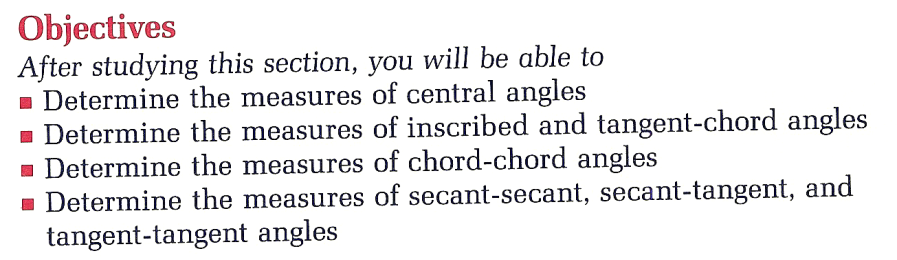 Objectives
After studying this section, you will be able to
■ Determine the measures of central angles
■ Determine the measures of inscribed and tangent-chord angles
■ Determine the measures of chord-chord angles
■ Determine the measures of secant-secant, secant-tangent, and
tangent-tangent angles